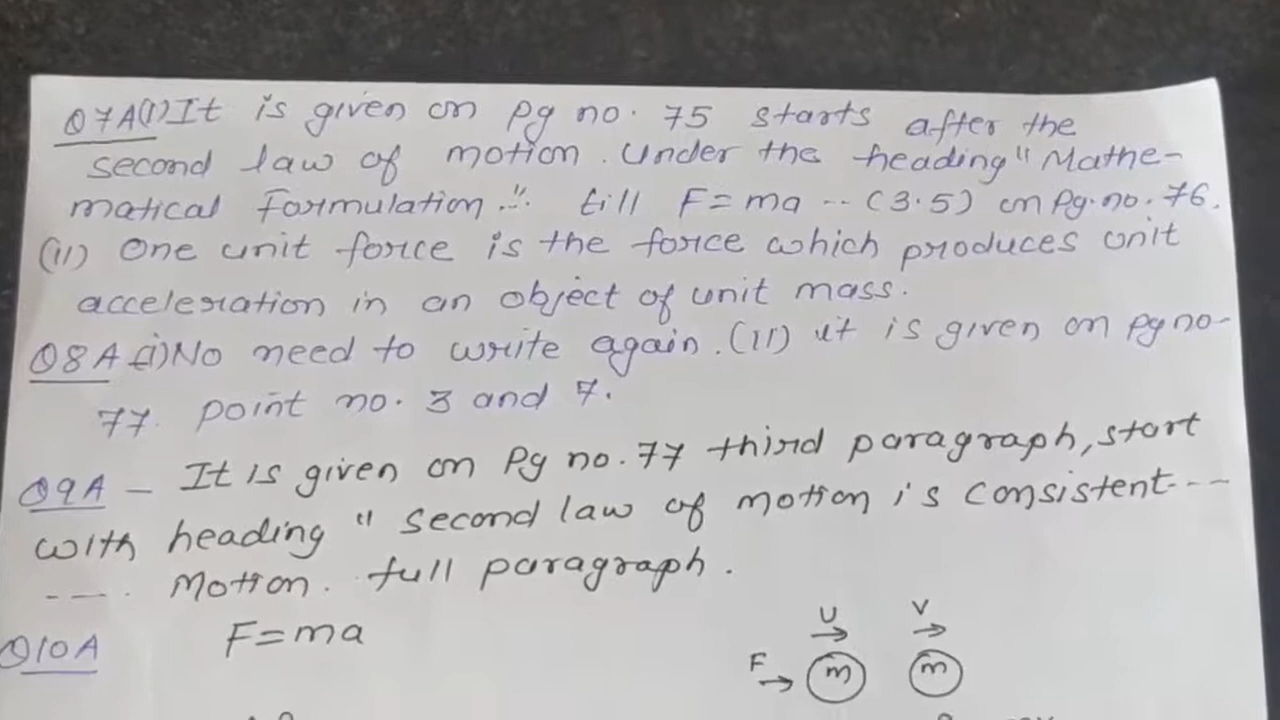 Q7A(I) It is given on pg no. 75 starts after the
second law of motion. Under the heading "Mathe-
matical Formulation..". till F=ma -- (3.5) on Pg. no. 76.
(II) One unit force is the force which produces unit
acceleration in an object of unit mass.
Q8A (i) No need to write again. (II) it is given on pg no-
77. point no. 3 and 7.
Q9A - It is given on Pg no. 77 third paragraph, start
with heading " second law of motion is consistent---
---. Motion. full paragraph.
Q10A F=ma
U V
F m m